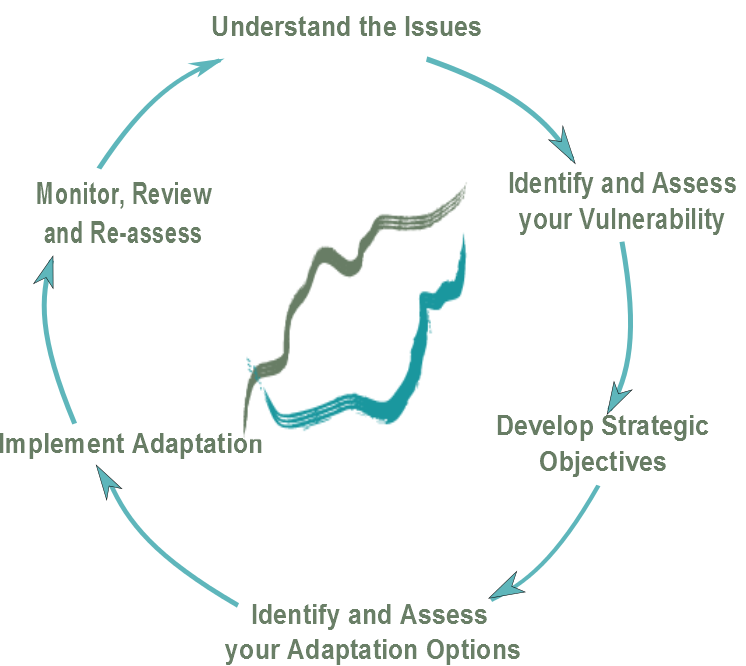 Understand the Issues
Identify and Assess
your Vulnerability
Develop Strategic
Objectives
Identify and Assess
your Adaptation Options
Implement Adaptation
Monitor, Review
and Re-assess